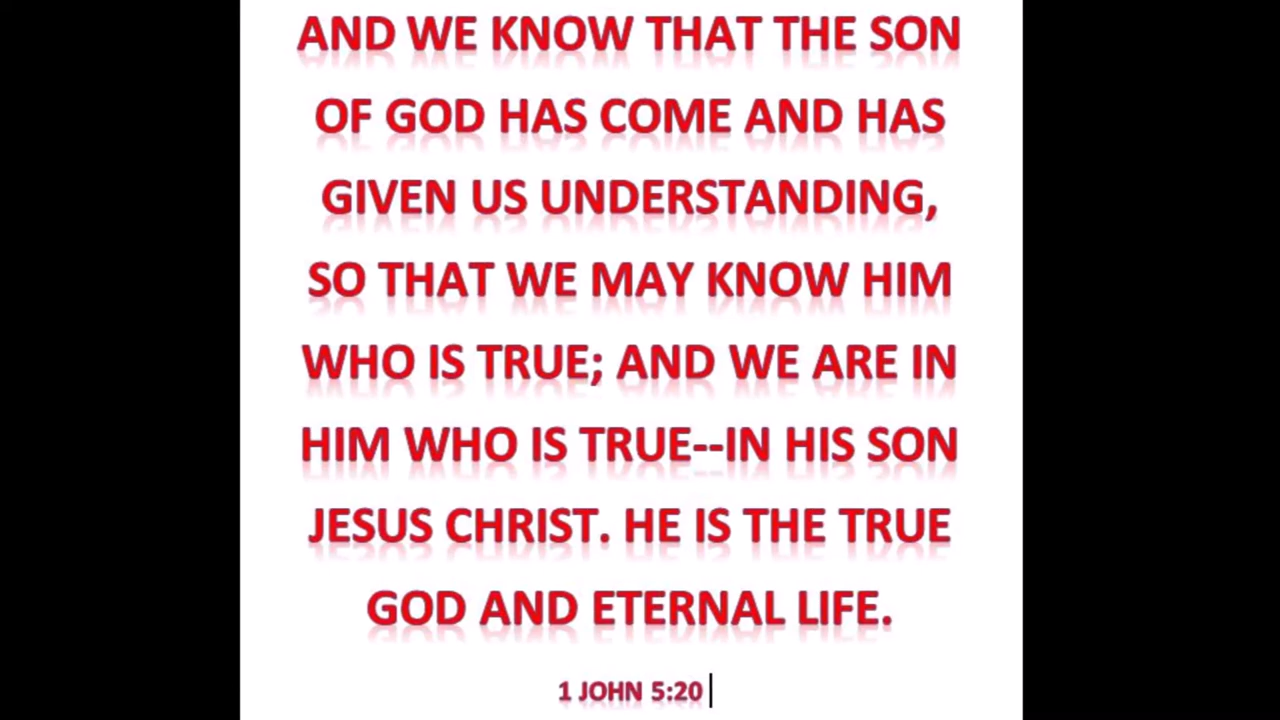 AND WE KNOW THAT THE SON
OF GOD HAS COME AND HAS
GIVEN US UNDERSTANDING,
SO THAT WE MAY KNOW HIM
WHO IS TRUE; AND WE ARE IN
HIM WHO IS TRUE--IN HIS SON
JESUS CHRIST. HE IS THE TRUE
GOD AND ETERNAL LIFE.
1 JOHN 5:20